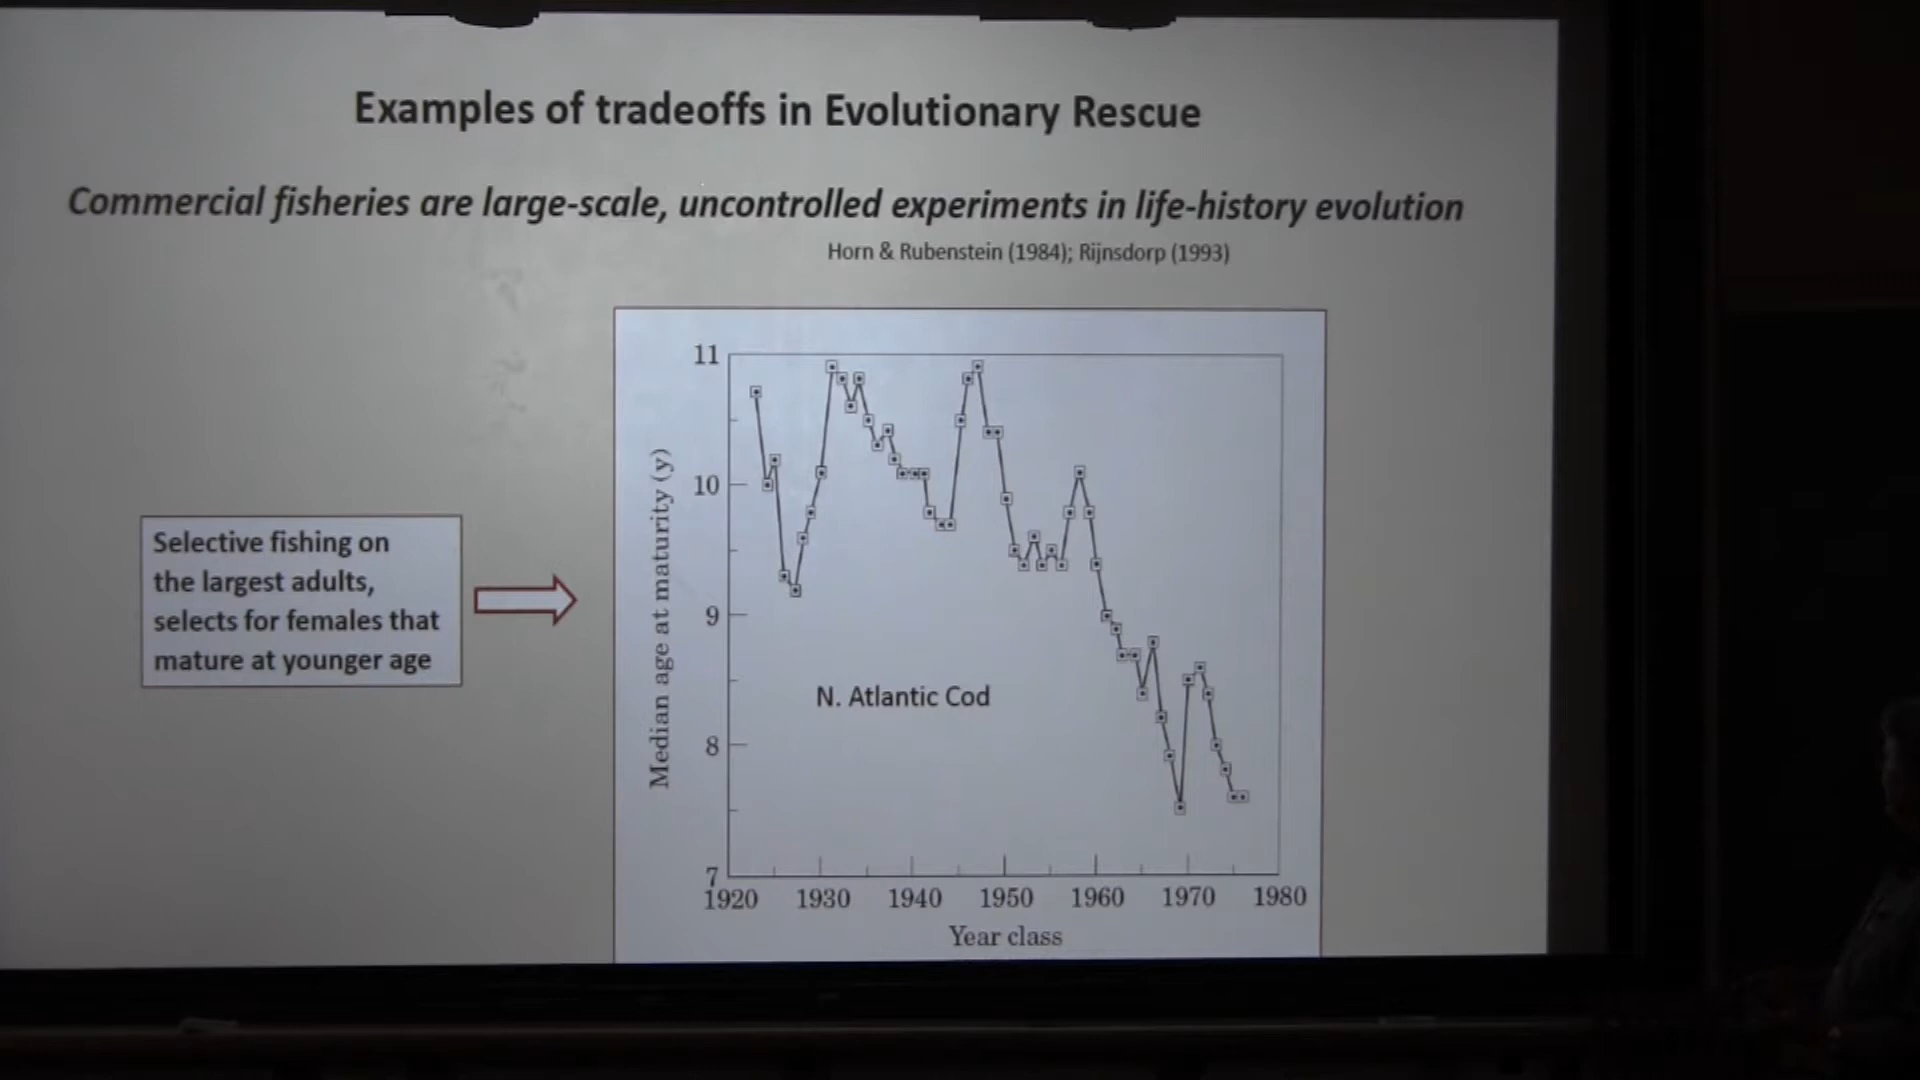 Examples of tradeoffs in Evolutionary Rescue
Commercial fisheries are large-scale, uncontrolled experiments in life-history evolution
Horn & Rubenstein (1984); Rijnsdorp (1993)
Selective fishing on
the largest adults,
selects for females that
mature at younger age
Median age at maturity (y)
11
10
9
8
7
N. Atlantic Cod
1920 1930 1940 1950 1960 1970 1980
Year class